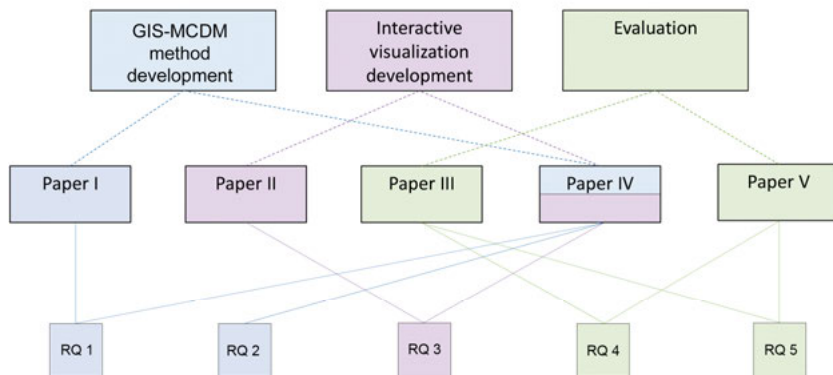 GIS-MCDM
method
development
Interactive
visualization
development
Evaluation
Paper I
Paper II
Paper III
Paper IV
Paper V
RQ 1
RQ 2
RQ 3
RQ 4
RQ 5